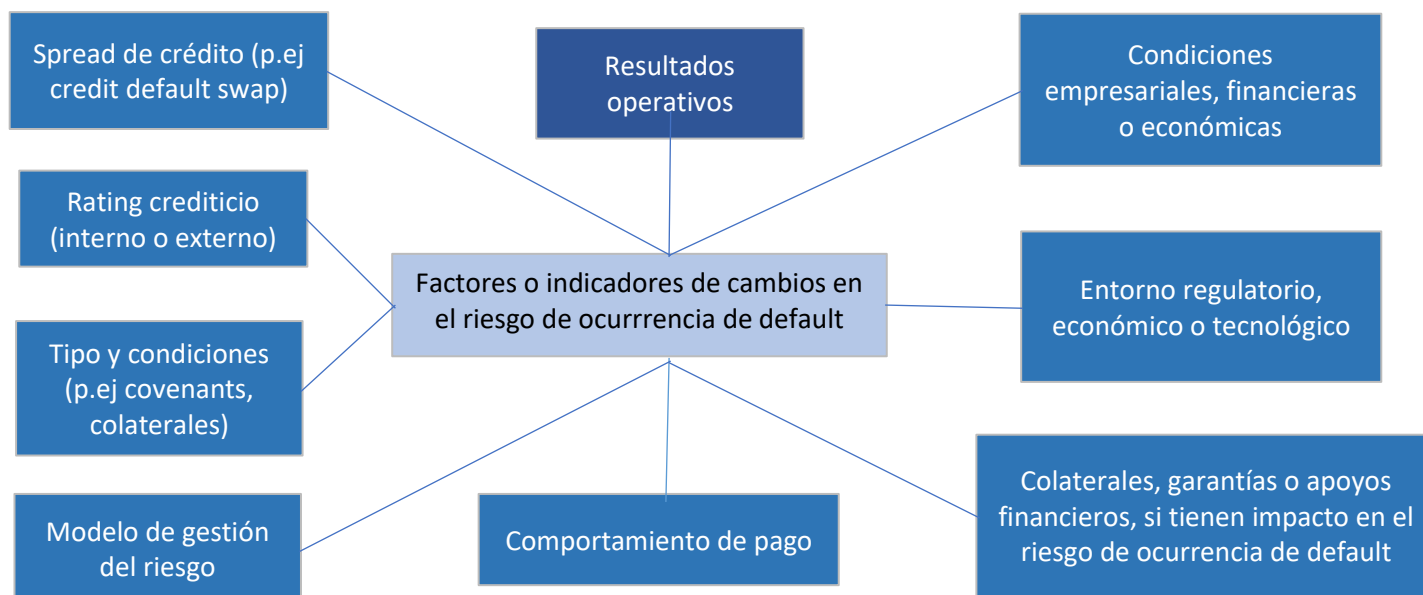 Spread de crédito (p.ej
credit default swap)
Resultados
operativos
Condiciones
empresariales, financieras
o económicas
Rating crediticio
(interno o externo)
Factores o indicadores de cambios en
el riesgo de ocurrrencia de default
Entorno regulatorio,
económico o tecnológico
Tipo y condiciones
(p.ej covenants,
colaterales)
Modelo de gestión
del riesgo
Comportamiento de pago
Colaterales, garantías o apoyos
financieros, si tienen impacto en el
riesgo de ocurrencia de default